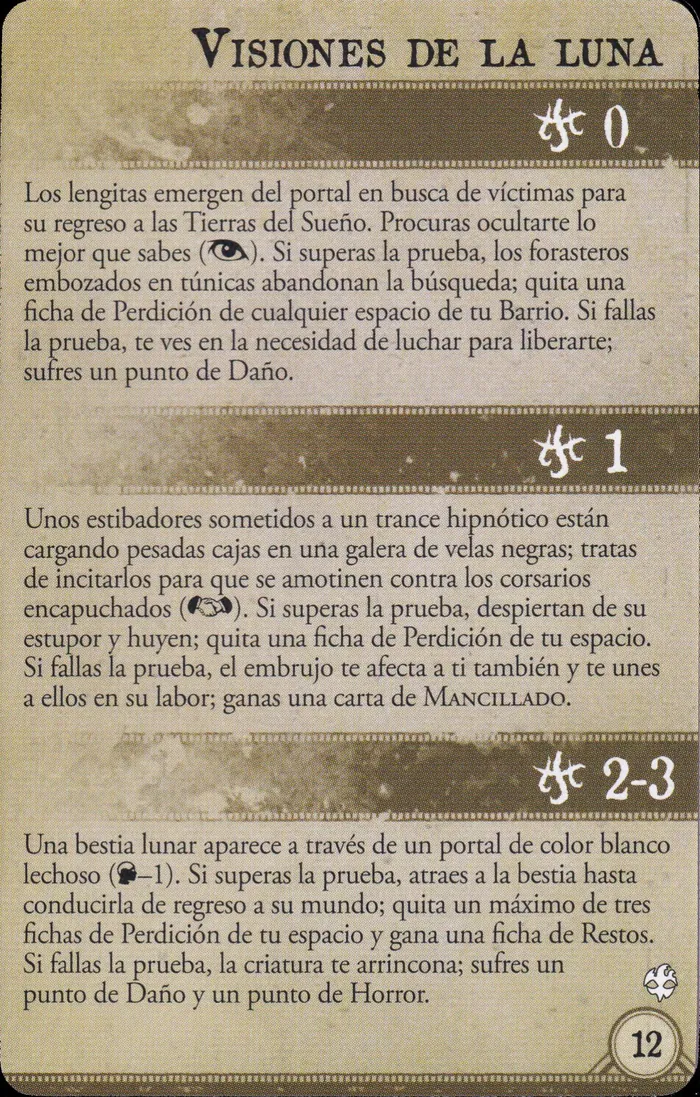 Visiones de la luna
0
Los lengitas emergen del portal en busca de víctimas para
su regreso a las Tierras del Sueño. Procuras ocultarte lo
mejor que sabes (). Si superas la prueba, los forasteros
embozados en túnicas abandonan la búsqueda; quita una
ficha de Perdición de cualquier espacio de tu Barrio. Si fallas
la prueba, te ves en la necesidad de luchar para liberarte;
sufres un punto de Daño.
1
Unos estibadores sometidos a un trance hipnótico están
cargando pesadas cajas en una galera de velas negras; tratas
de incitarlos para que se amotinen contra los corsarios
encapuchados (). Si superas la prueba, despiertan de su
estupor y huyen; quita una ficha de Perdición de tu espacio.
Si fallas la prueba, el embrujo te afecta a ti también y te unes
a ellos en su labor; ganas una carta de Mancillado.
2-3
Una bestia lunar aparece a través de un portal de color blanco
lechoso (–1). Si superas la prueba, atraes a la bestia hasta
conducirla de regreso a su mundo; quita un máximo de tres
fichas de Perdición de tu espacio y gana una ficha de Restos.
Si fallas la prueba, la criatura te arrincona; sufres un
punto de Daño y un punto de Horror.
12